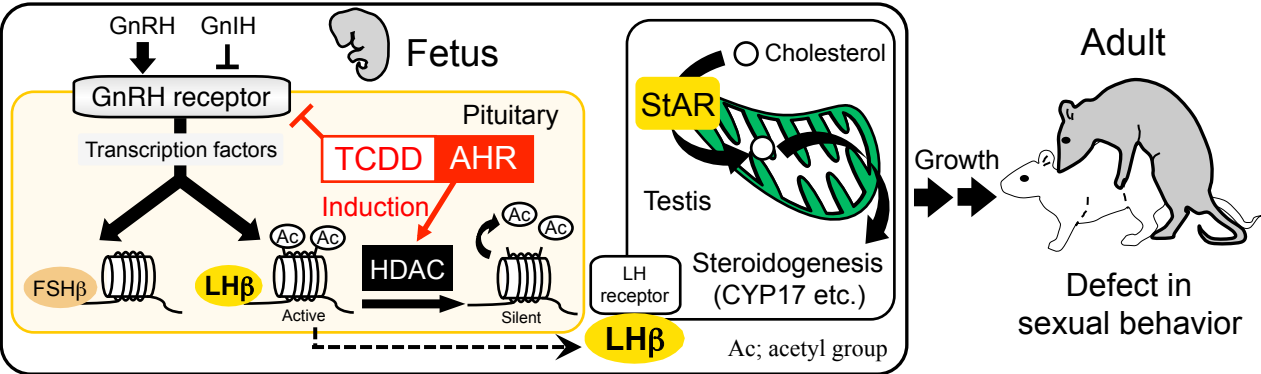 GnRH
GnIH
Fetus
GnRH receptor
Pituitary
Transcription factors
TCDD
AHR
Induction
Ac
Ac
Ac
Ac
HDAC
FSHβ
LHβ
Active
Silent
Cholesterol
StAR
Testis
Steroidogenesis
(CYP17 etc.)
LH
receptor
LHβ
Ac; acetyl group
Growth
Adult
Defect in
sexual behavior